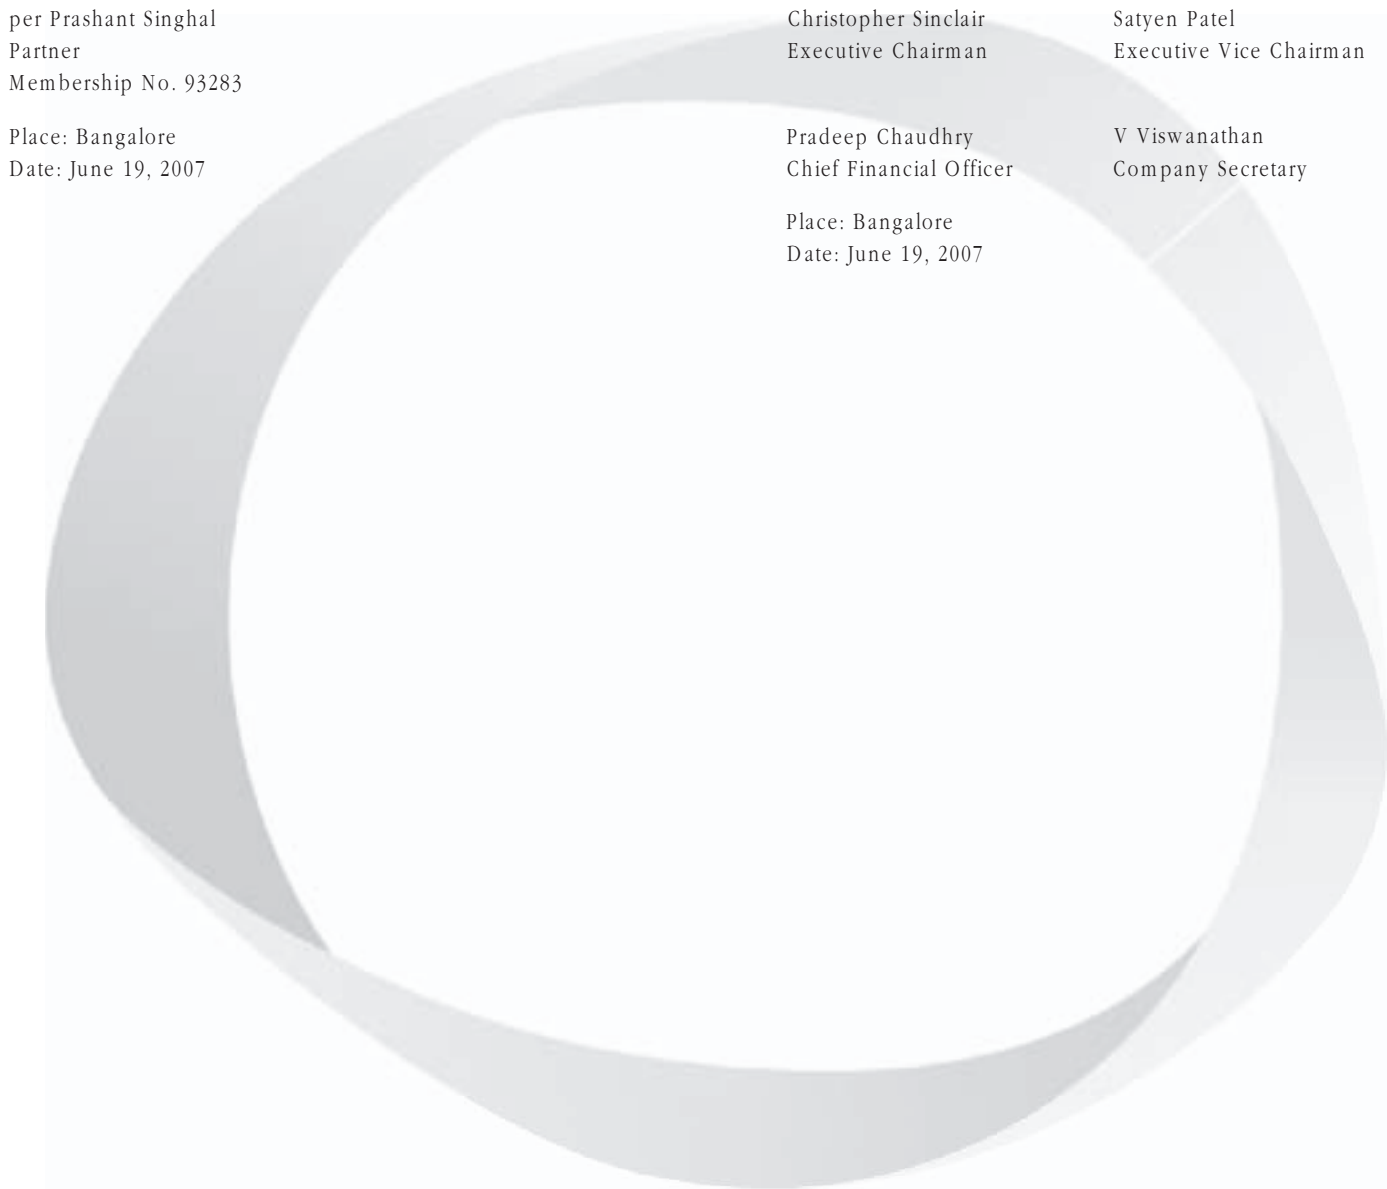 per Prashant Singhal
Partner
Membership No. 93283
Place: Bangalore
Date: June 19, 2007
Christopher Sinclair
Executive Chairman
Satyen Patel
Executive Vice Chairman
Pradeep Chaudhry
Chief Financial Officer
V Viswanathan
Company Secretary
Place: Bangalore
Date: June 19, 2007